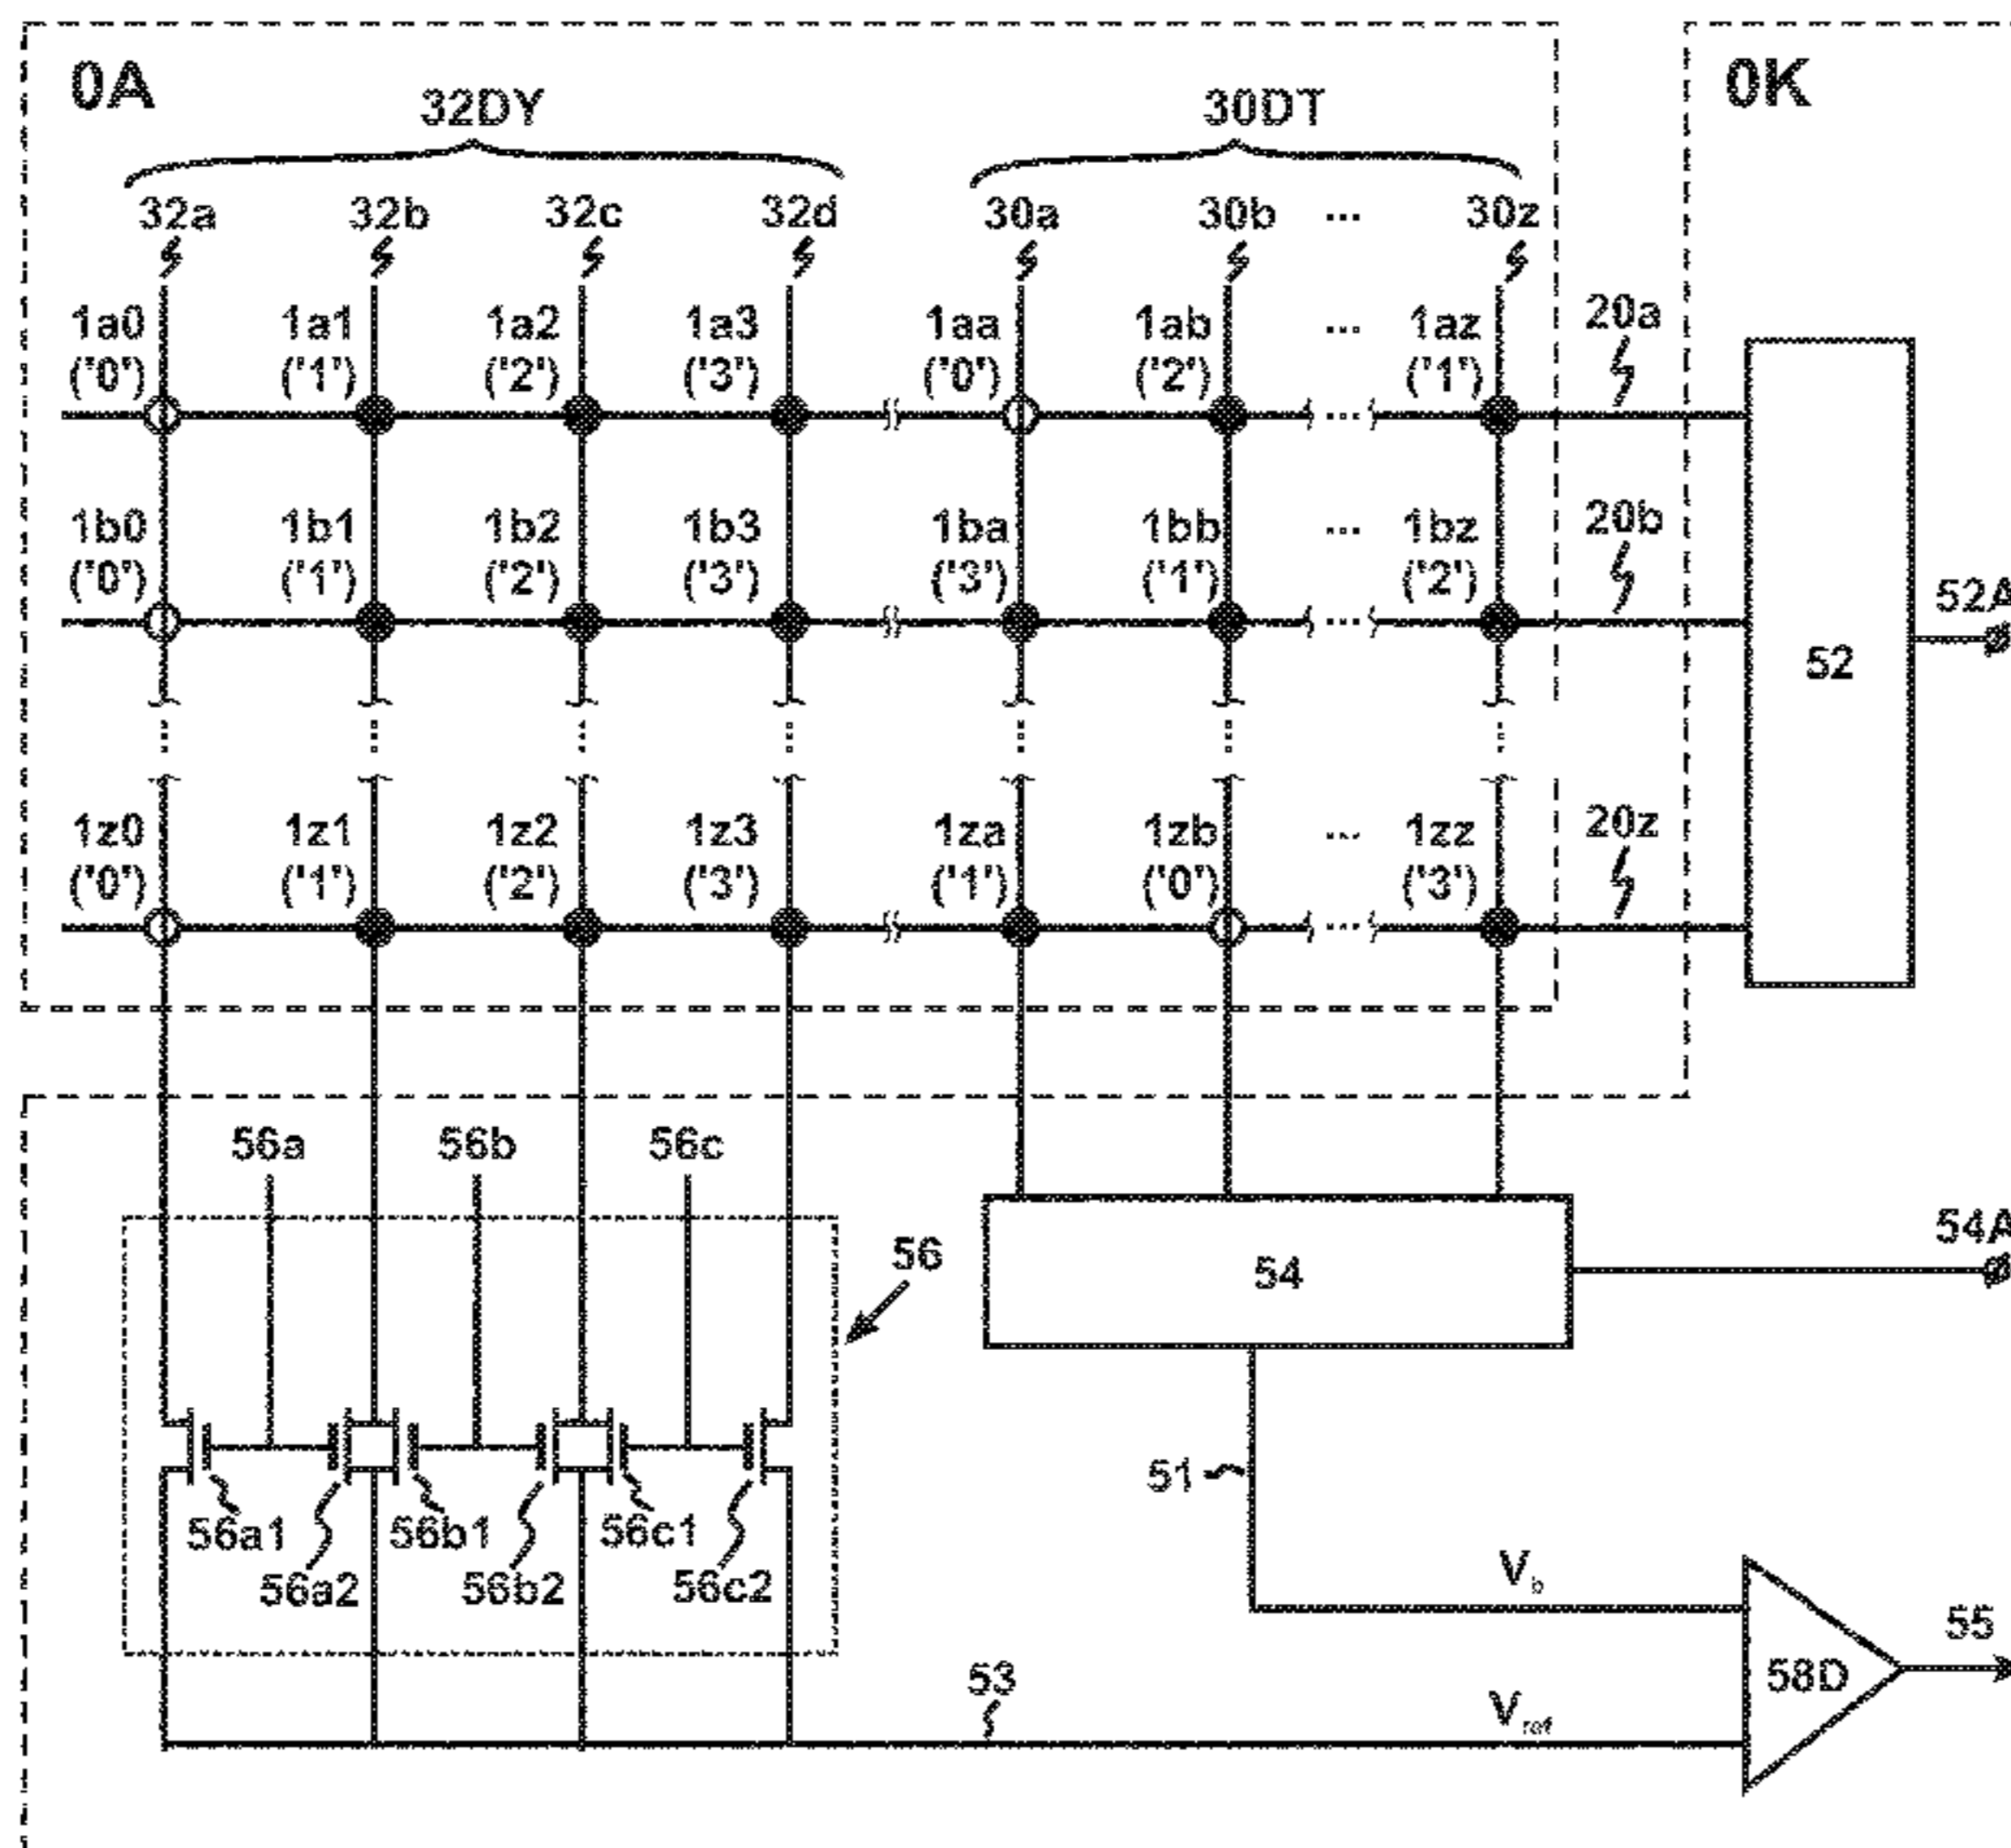 0A 0K
32DY 30DT
32a 32b 32c 32d 30a 30b ... 30z
1a0 1a1 1a2 1a3 1aa 1ab ... 1az 20a
('0') ('1') ('2') ('3') ('0') ('2') ('1')
...
1b0 1b1 1b2 1b3 1ba 1bb ... 1bz 20b
('0') ('1') ('2') ('3') ('3') ('1') ('2')
...
52A
52
... ... ... ... ... ... ...
1z0 1z1 1z2 1z3 1za 1zb ... 1zz 20z
('0') ('1') ('2') ('3') ('1') ('0') ('3')
...
56a 56b 56c
56 54 54A
51
56a1 56b1 56c1
56a2 56b2 56c2
Vb
55
58D
53
Vref